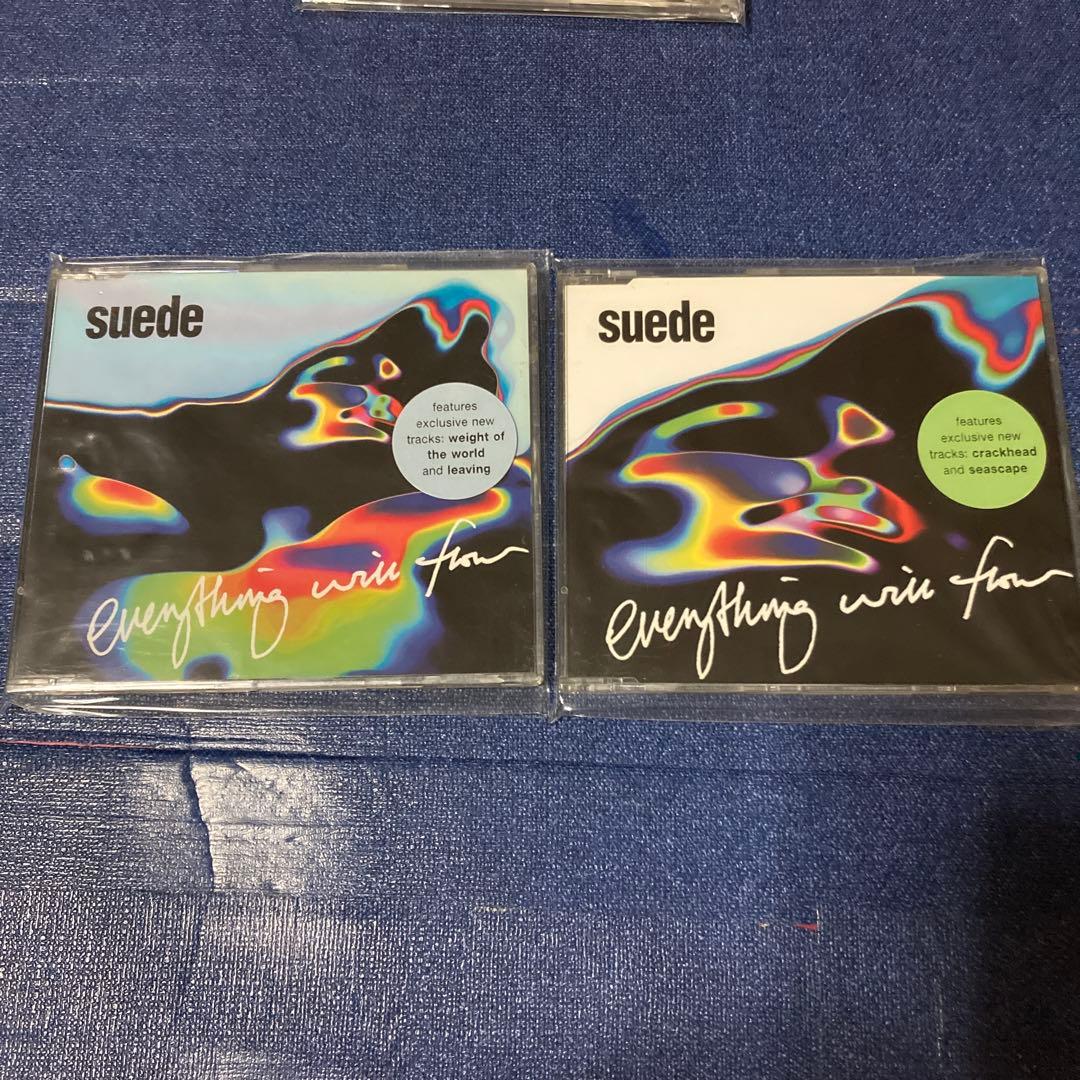 suede
features
exclusive new
tracks: weight of
the world
and leaving
everything will flow
suede
features
exclusive new
tracks: crackhead
and seascape
everything will flow